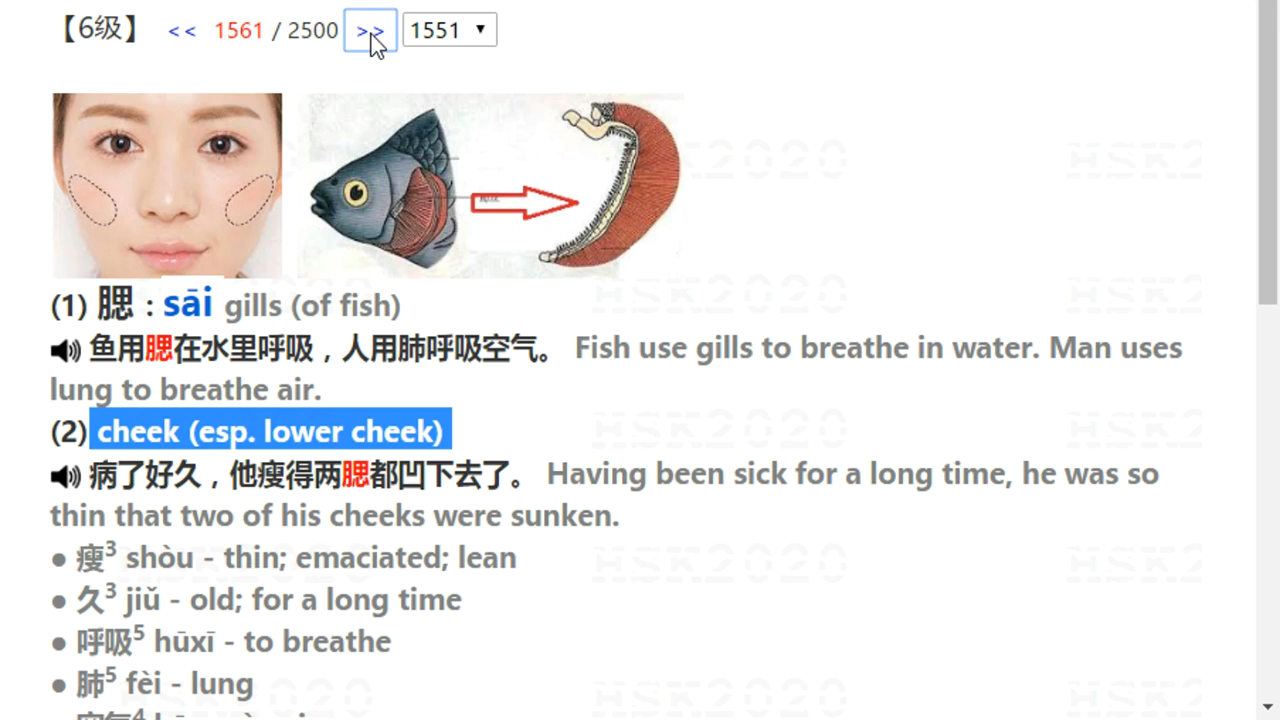 【6级】 << 1561 / 2500 >> 1551 ▼
(1) 腮 : sāi gills (of fish)
鱼用腮在水里呼吸，人用肺呼吸空气。 Fish use gills to breathe in water. Man uses
lung to breathe air.
(2) cheek (esp. lower cheek)
病了好久，他瘦得两腮都凹下去了。 Having been sick for a long time, he was so
thin that two of his cheeks were sunken.
● 瘦3 shòu - thin; emaciated; lean
● 久3 jiǔ - old; for a long time
● 呼吸5 hūxī - to breathe
● 肺5 fèi - lung
HSK2020